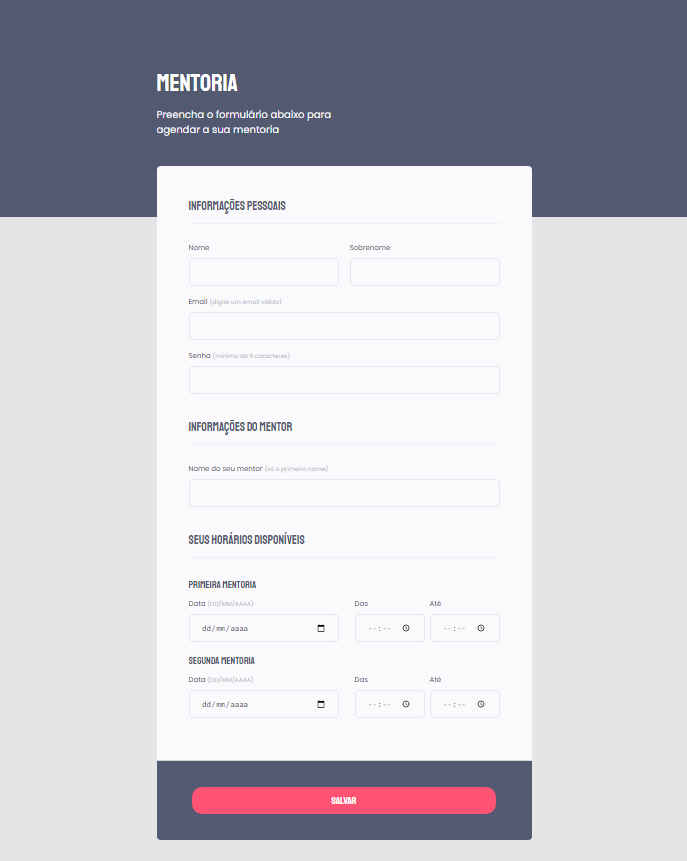 MENTORIA
Preencha o formulário abaixo para
agendar a sua mentoria
INFORMAÇÕES PESSOAIS
Nome Sobrenome
Email (digite um email válido)
Senha (mínimo de 6 caracteres)
INFORMAÇÕES DO MENTOR
Nome do seu mentor (só o primeiro nome)
SEUS HORÁRIOS DISPONÍVEIS
PRIMEIRA MENTORIA
Data (DD/MM/AAAA) Das Até
dd/mm/aaaa --:-- --:--
SEGUNDA MENTORIA
Data (DD/MM/AAAA) Das Até
dd/mm/aaaa --:-- --:--
SALVAR